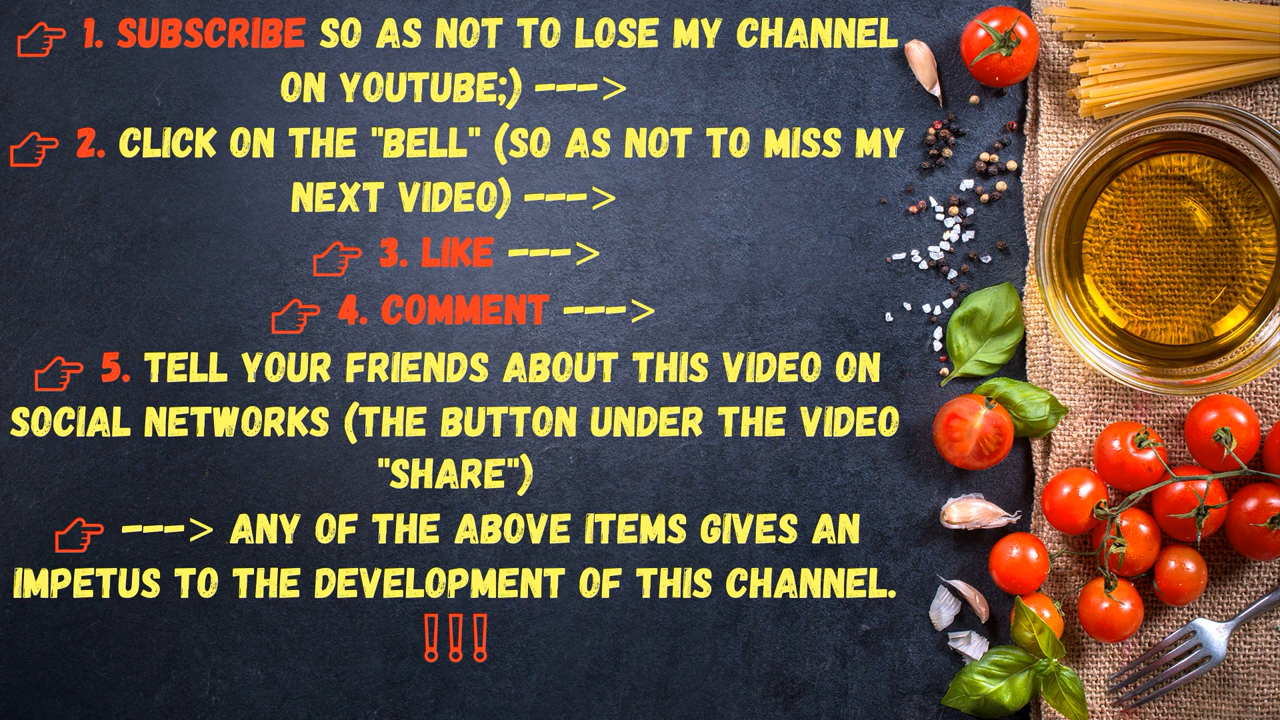 👉 1. SUBSCRIBE SO AS NOT TO LOSE MY CHANNEL
ON YOUTUBE;) --->
👉 2. CLICK ON THE "BELL" (SO AS NOT TO MISS MY
NEXT VIDEO) --->
👉 3. LIKE --->
👉 4. COMMENT --->
👉 5. TELL YOUR FRIENDS ABOUT THIS VIDEO ON
SOCIAL NETWORKS (THE BUTTON UNDER THE VIDEO
"SHARE")
👉 ---> ANY OF THE ABOVE ITEMS GIVES AN
IMPETUS TO THE DEVELOPMENT OF THIS CHANNEL.
❗❗❗